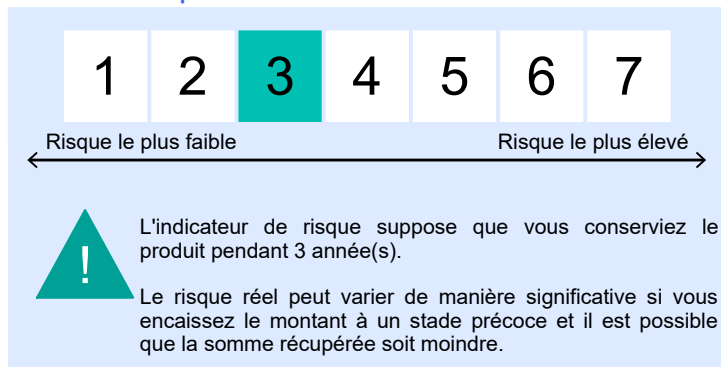 1 2 3 4 5 6 7
Risque le plus faible Risque le plus élevé
!
L'indicateur de risque suppose que vous conserviez le
produit pendant 3 année(s).
Le risque réel peut varier de manière significative si vous
encaissez le montant à un stade précoce et il est possible
que la somme récupérée soit moindre.